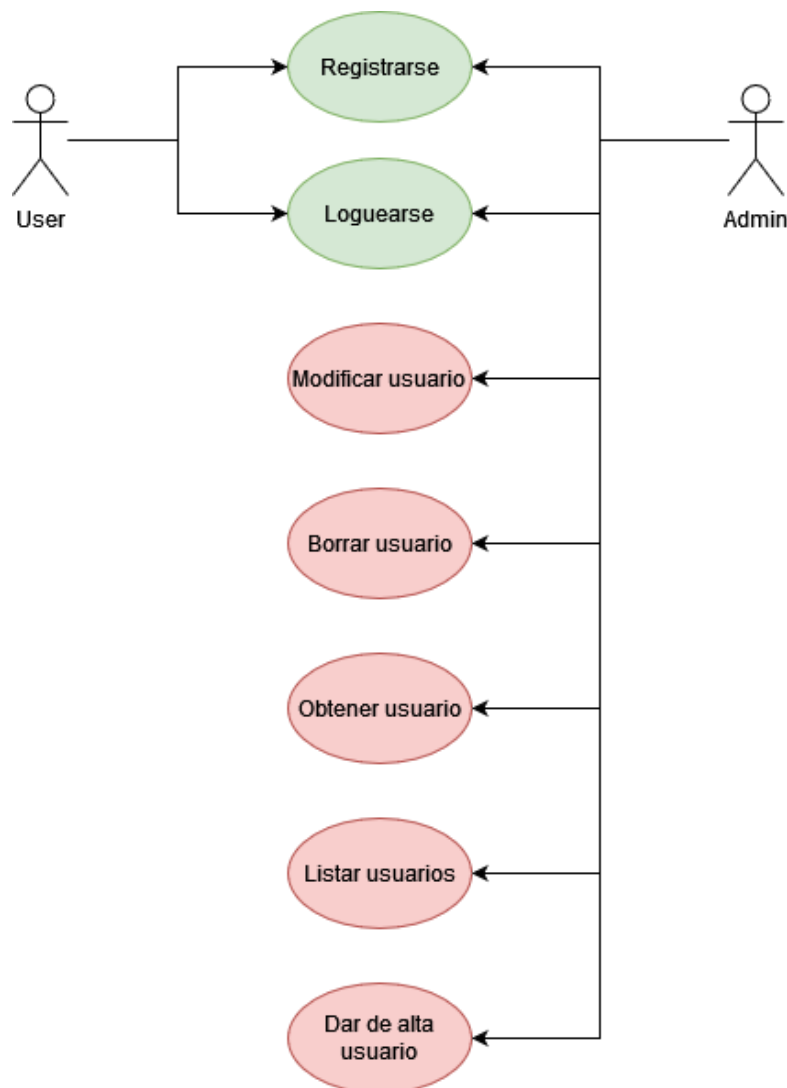 Registrarse
User
Loguearse
Admin
Modificar usuario
Borrar usuario
Obtener usuario
Listar usuarios
Dar de alta
usuario